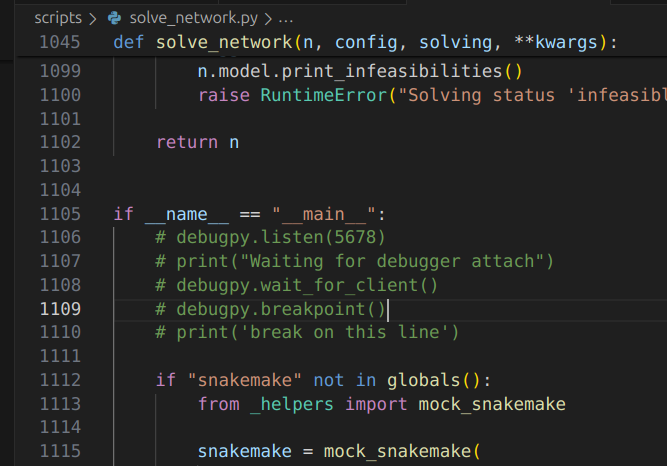 scripts > solve_network.py > ...
1045 def solve_network(n, config, solving, **kwargs):
1099 n.model.print_infeasibilities()
1100 raise RuntimeError("Solving status 'infeasibl
1101
1102 return n
1103
1104
1105 if __name__ == "__main__":
1106 # debugpy.listen(5678)
1107 # print("Waiting for debugger attach")
1108 # debugpy.wait_for_client()
1109 # debugpy.breakpoint()
1110 # print('break on this line')
1111
1112 if "snakemake" not in globals():
1113 from _helpers import mock_snakemake
1114
1115 snakemake = mock_snakemake(